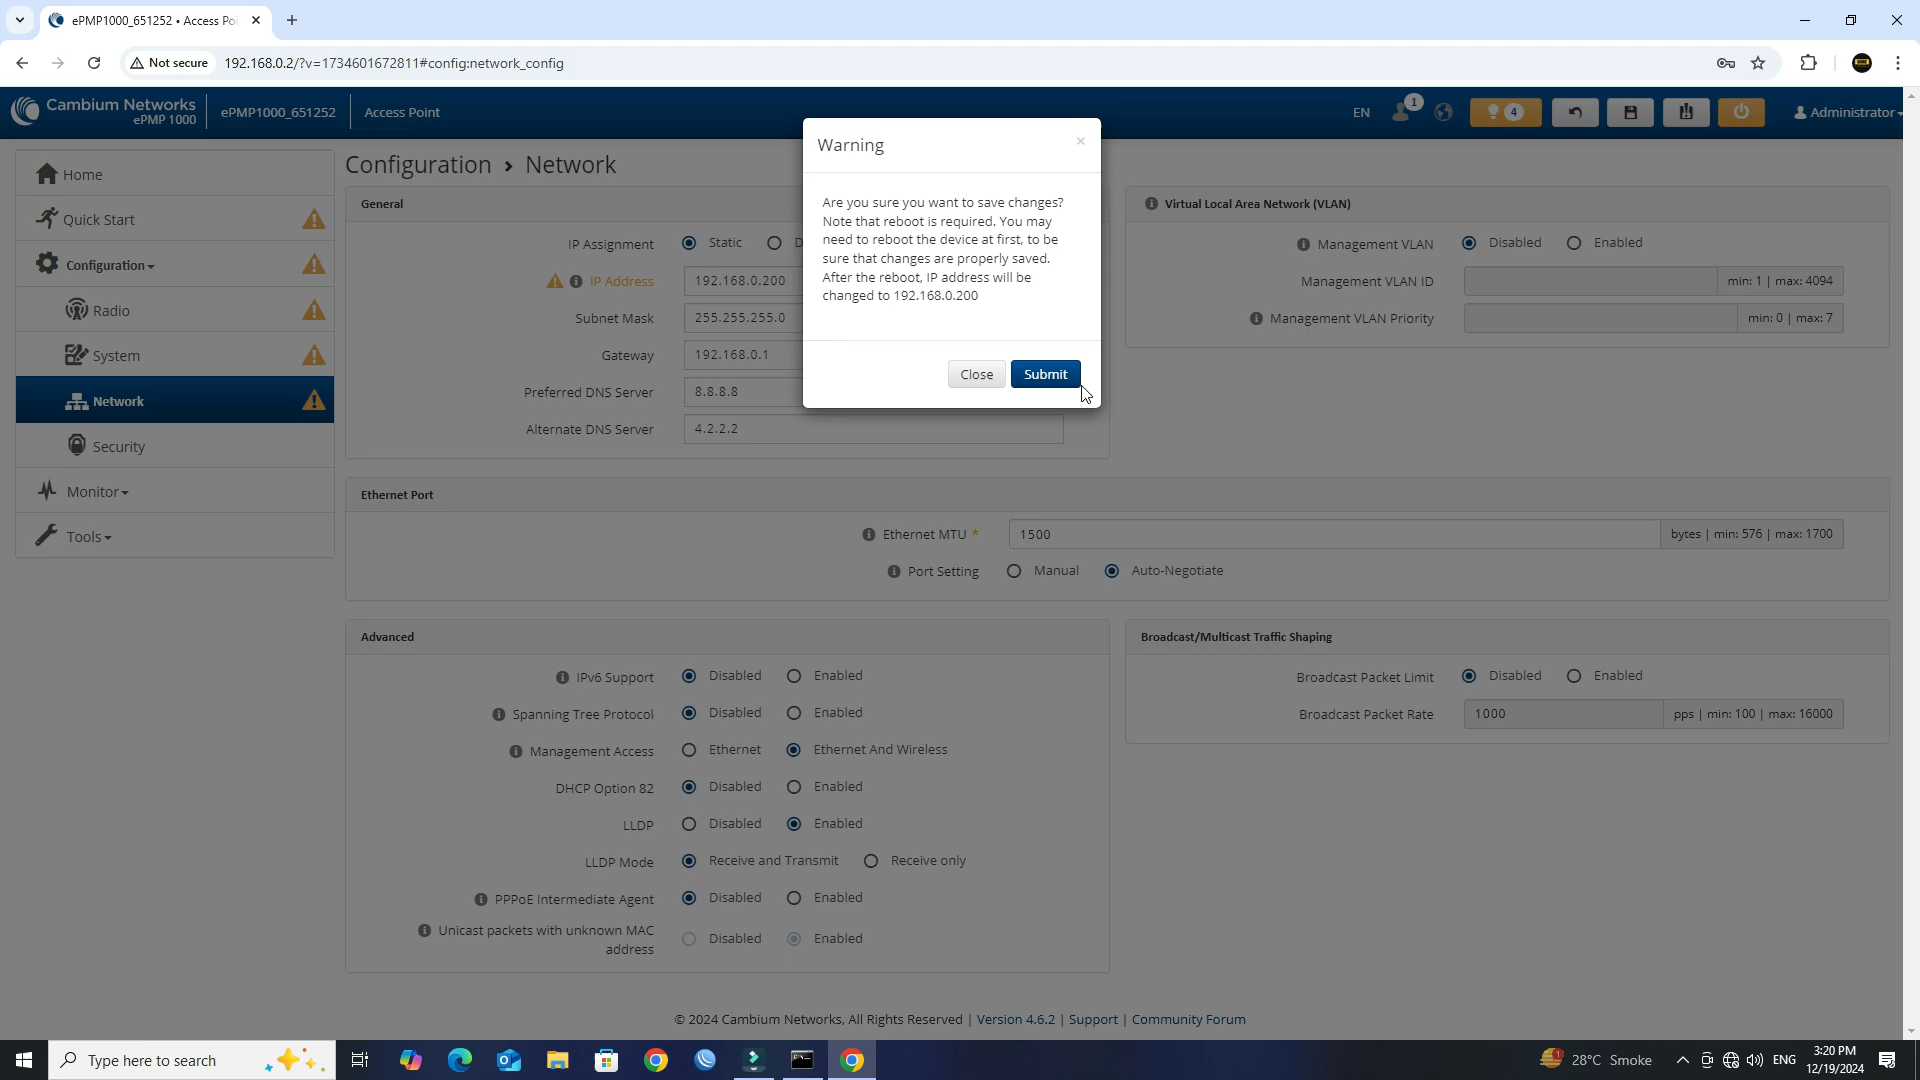 ePMP1000_651252 • Access Poi
Not secure
192.168.0.2/?v=1734601672811#config:network_config
Cambium Networks
ePMP 1000
ePMP1000_651252
Access Point
EN
1
4
Administrator
Home
Quick Start
Configuration
Radio
System
Network
Security
Monitor
Tools
Configuration › Network
General
IP Assignment
Static
D
IP Address
192.168.0.200
Subnet Mask
255.255.255.0
Gateway
192.168.0.1
Preferred DNS Server
8.8.8.8
Alternate DNS Server
4.2.2.2
Warning
×
Are you sure you want to save changes?
Note that reboot is required. You may
need to reboot the device at first, to be
sure that changes are properly saved.
After the reboot, IP address will be
changed to 192.168.0.200
Close
Submit
Virtual Local Area Network (VLAN)
Management VLAN
Disabled
Enabled
Management VLAN ID
min: 1 | max: 4094
Management VLAN Priority
min: 0 | max: 7
Ethernet Port
Ethernet MTU *
1500
bytes | min: 576 | max: 1700
Port Setting
Manual
Auto-Negotiate
Advanced
IPv6 Support
Disabled
Enabled
Spanning Tree Protocol
Disabled
Enabled
Management Access
Ethernet
Ethernet And Wireless
DHCP Option 82
Disabled
Enabled
LLDP
Disabled
Enabled
LLDP Mode
Receive and Transmit
Receive only
PPPoE Intermediate Agent
Disabled
Enabled
Unicast packets with unknown MAC
address
Disabled
Enabled
Broadcast/Multicast Traffic Shaping
Broadcast Packet Limit
Disabled
Enabled
Broadcast Packet Rate
1000
pps | min: 100 | max: 16000
© 2024 Cambium Networks, All Rights Reserved | Version 4.6.2 | Support | Community Forum
Type here to search
28°C Smoke
ENG
3:20 PM
12/19/2024